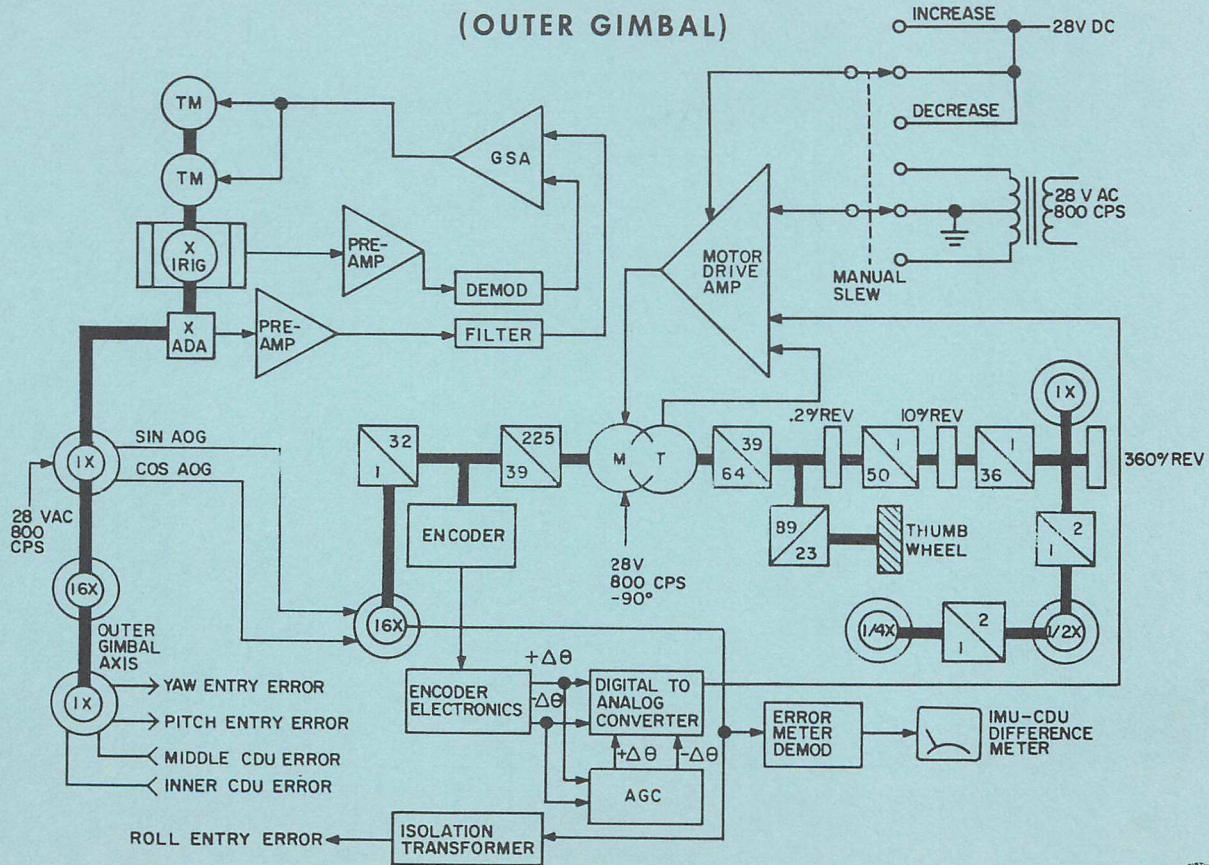 (OUTER GIMBAL)
INCREASE
28V DC
DECREASE
28 V AC
800 CPS
MANUAL
SLEW
TM
TM
GSA
X
IRIG
PRE-
AMP
DEMOD
X
ADA
PRE-
AMP
FILTER
MOTOR
DRIVE
AMP
1X
SIN AOG
COS AOG
28 VAC
800
CPS
16X
OUTER
GIMBAL
AXIS
1X
YAW ENTRY ERROR
PITCH ENTRY ERROR
MIDDLE CDU ERROR
INNER CDU ERROR
32
1
225
39
M
T
39
64
.2°/REV
1
50
10°/REV
1
36
1X
360°/REV
ENCODER
28V
800 CPS
-90°
89
23
THUMB
WHEEL
2
1
16X
1/4X
2
1
1/2X
ENCODER
ELECTRONICS
+Δθ
-Δθ
DIGITAL TO
ANALOG
CONVERTER
+Δθ
-Δθ
AGC
ERROR
METER
DEMOD
IMU-CDU
DIFFERENCE
METER
ROLL ENTRY ERROR
ISOLATION
TRANSFORMER